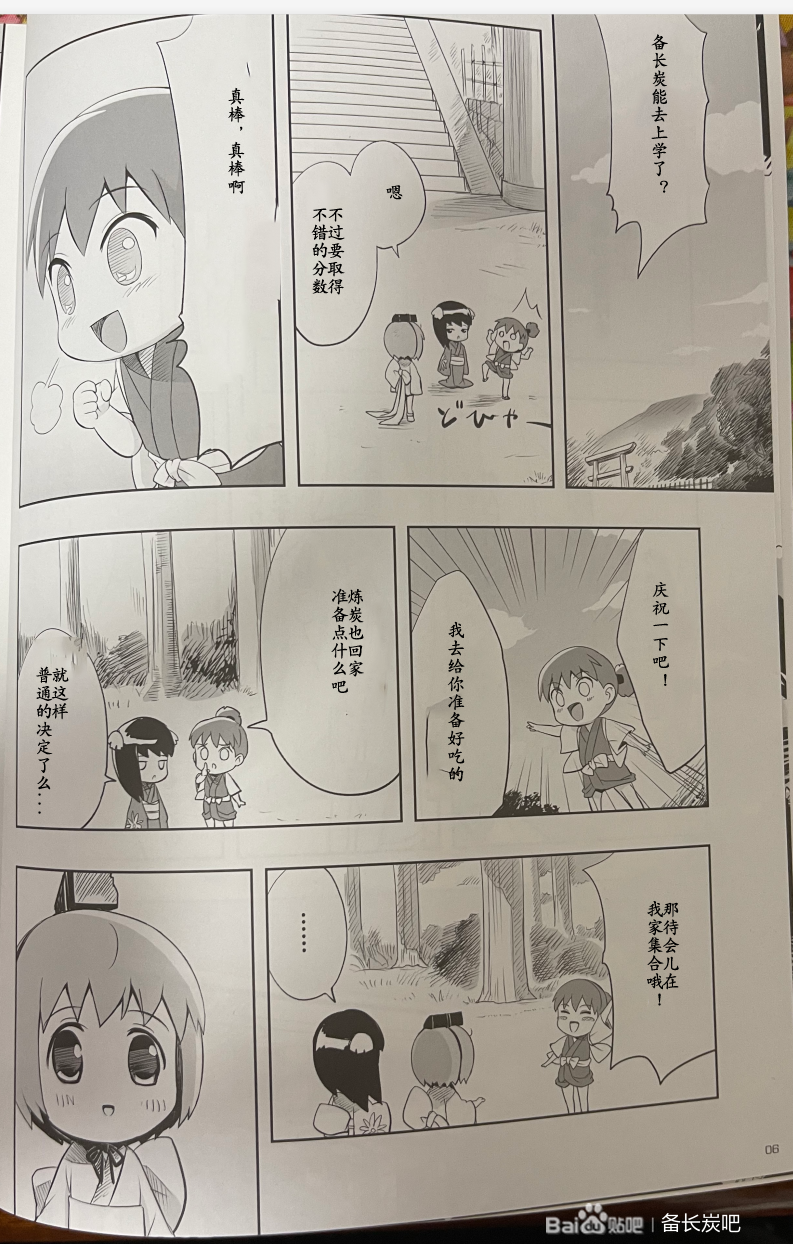 备长炭能去上学了？
嗯
不过要取得
不错的分数
どひゃー
真棒，真棒啊
庆祝一下吧！
我去给你准备好吃的
炼炭也回家
准备点什么吧
就这样
普通的决定了么...
那待会儿在
我家集合哦！
......
06
Bai贴吧 | 备长炭吧